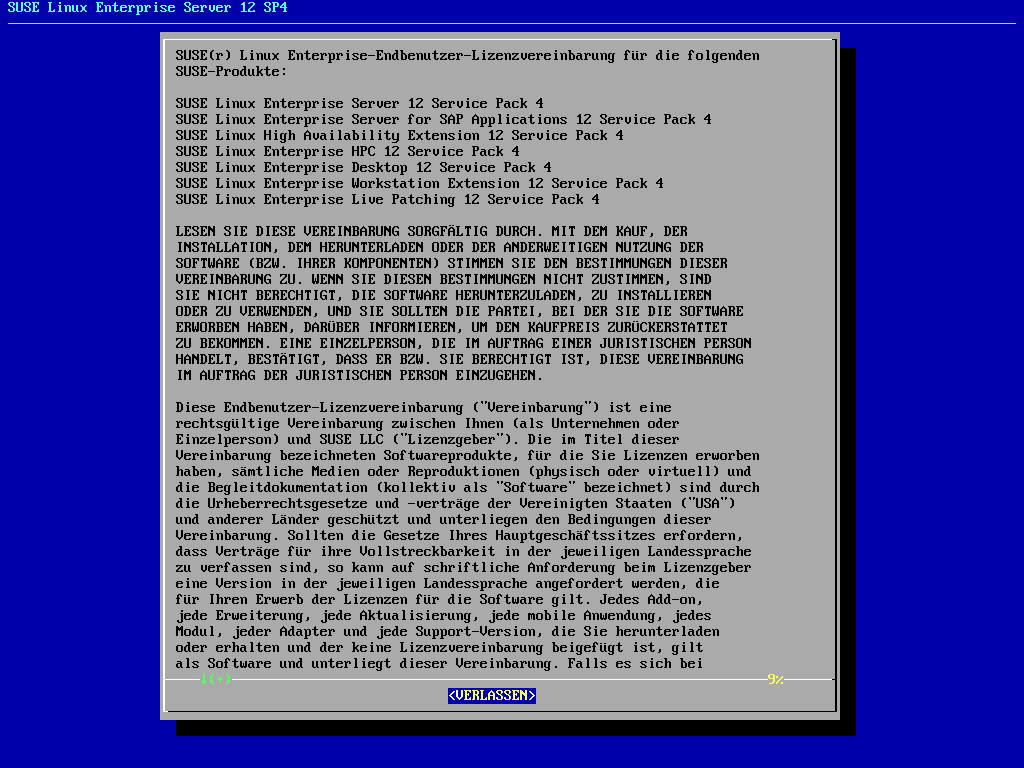 SUSE Linux Enterprise Server 12 SP4
SUSE(r) Linux Enterprise-Endbenutzer-Lizenzvereinbarung für die folgenden
SUSE-Produkte:
SUSE Linux Enterprise Server 12 Service Pack 4
SUSE Linux Enterprise Server for SAP Applications 12 Service Pack 4
SUSE Linux High Availability Extension 12 Service Pack 4
SUSE Linux Enterprise HPC 12 Service Pack 4
SUSE Linux Enterprise Desktop 12 Service Pack 4
SUSE Linux Enterprise Workstation Extension 12 Service Pack 4
SUSE Linux Enterprise Live Patching 12 Service Pack 4
LESEN SIE DIESE VEREINBARUNG SORGFÄLTIG DURCH. MIT DEM KAUF, DER
INSTALLATION, DEM HERUNTERLADEN ODER DER ANDERWEITIGEN NUTZUNG DER
SOFTWARE (BZW. IHRER KOMPONENTEN) STIMMEN SIE DEN BESTIMMUNGEN DIESER
VEREINBARUNG ZU. WENN SIE DIESEN BESTIMMUNGEN NICHT ZUSTIMMEN, SIND
SIE NICHT BERECHTIGT, DIE SOFTWARE HERUNTERZULADEN, ZU INSTALLIEREN
ODER ZU VERWENDEN, UND SIE SOLLTEN DIE PARTEI, BEI DER SIE DIE SOFTWARE
ERWORBEN HABEN, DARÜBER INFORMIEREN, UM DEN KAUFPREIS ZURÜCKERSTATTET
ZU BEKOMMEN. EINE EINZELPERSON, DIE IM AUFTRAG EINER JURISTISCHEN PERSON
HANDELT, BESTÄTIGT, DASS ER BZW. SIE BERECHTIGT IST, DIESE VEREINBARUNG
IM AUFTRAG DER JURISTISCHEN PERSON EINZUGEHEN.
Diese Endbenutzer-Lizenzvereinbarung ("Vereinbarung") ist eine
rechtsgültige Vereinbarung zwischen Ihnen (als Unternehmen oder
Einzelperson) und SUSE LLC ("Lizenzgeber"). Die im Titel dieser
Vereinbarung bezeichneten Softwareprodukte, für die Sie Lizenzen erworben
haben, sämtliche Medien oder Reproduktionen (physisch oder virtuell) und
die Begleitdokumentation (kollektiv als "Software" bezeichnet) sind durch
die Urheberrechtsgesetze und -verträge der Vereinigten Staaten ("USA")
und anderer Länder geschützt und unterliegen den Bedingungen dieser
Vereinbarung. Sollten die Gesetze Ihres Hauptgeschäftssitzes erfordern,
dass Verträge für ihre Vollstreckbarkeit in der jeweiligen Landessprache
zu verfassen sind, so kann auf schriftliche Anforderung beim Lizenzgeber
eine Version in der jeweiligen Landessprache angefordert werden, die
für Ihren Erwerb der Lizenzen für die Software gilt. Jedes Add-on,
jede Erweiterung, jede Aktualisierung, jede mobile Anwendung, jedes
Modul, jeder Adapter und jede Support-Version, die Sie herunterladen
oder erhalten und der keine Lizenzvereinbarung beigefügt ist, gilt
als Software und unterliegt dieser Vereinbarung. Falls es sich bei
↓(+) 9%
<VERLASSEN>